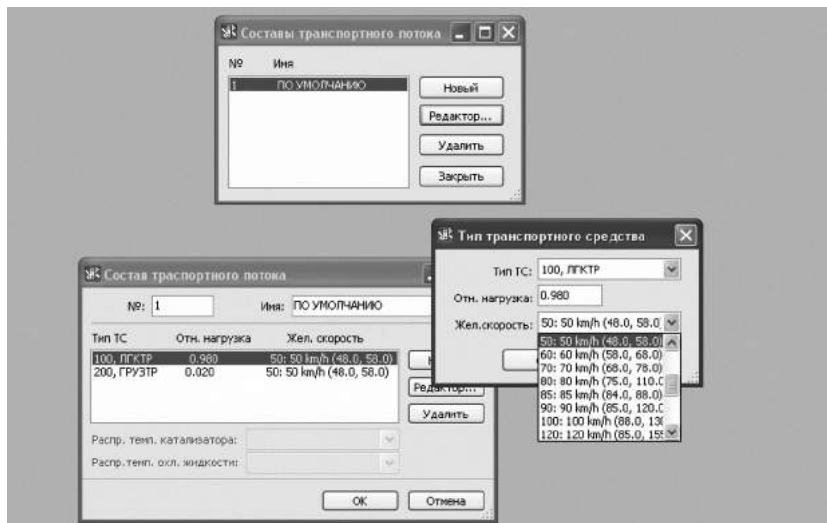 Составы транспортного потока
№ Имя
1 ПО УМОЛЧАНИЮ
Новый
Редактор...
Удалить
Закрыть
Тип транспортного средства
Тип ТС: 100, ЛГКТР
Отн. нагрузка: 0.980
Жел.скорость: 50: 50 km/h (48.0, 58.0
50: 50 km/h (48.0, 58.0)
60: 60 km/h (58.0, 68.0)
70: 70 km/h (68.0, 78.0)
80: 80 km/h (75.0, 110.0
85: 85 km/h (84.0, 88.0)
90: 90 km/h (85.0, 120.0
100: 100 km/h (88.0, 130
120: 120 km/h (85.0, 155
Состав траспортного потока
№: 1 Имя: ПО УМОЛЧАНИЮ
Тип ТС Отн. нагрузка Жел. скорость
100, ЛГКТР 0.980 50: 50 km/h (48.0, 58.0)
200, ГРУЗТР 0.020 50: 50 km/h (48.0, 58.0)
Редактор...
Удалить
Распр. темп. катализатора:
Распр.темп. охл. жидкости:
OK Отмена